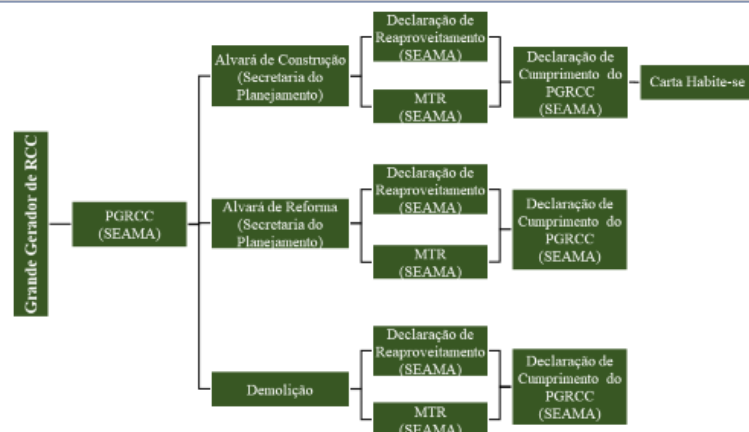 Grande Gerador de RCC
PGRCC
(SEAMA)
Alvará de Construção
(Secretaria do
Planejamento)
Declaração de
Reaproveitamento
(SEAMA)
MTR
(SEAMA)
Declaração de
Cumprimento do
PGRCC
(SEAMA)
Carta Habite-se
Alvará de Reforma
(Secretaria do
Planejamento)
Declaração de
Reaproveitamento
(SEAMA)
MTR
(SEAMA)
Declaração de
Cumprimento do
PGRCC
(SEAMA)
Demolição
Declaração de
Reaproveitamento
(SEAMA)
MTR
(SEAMA)
Declaração de
Cumprimento do
PGRCC
(SEAMA)